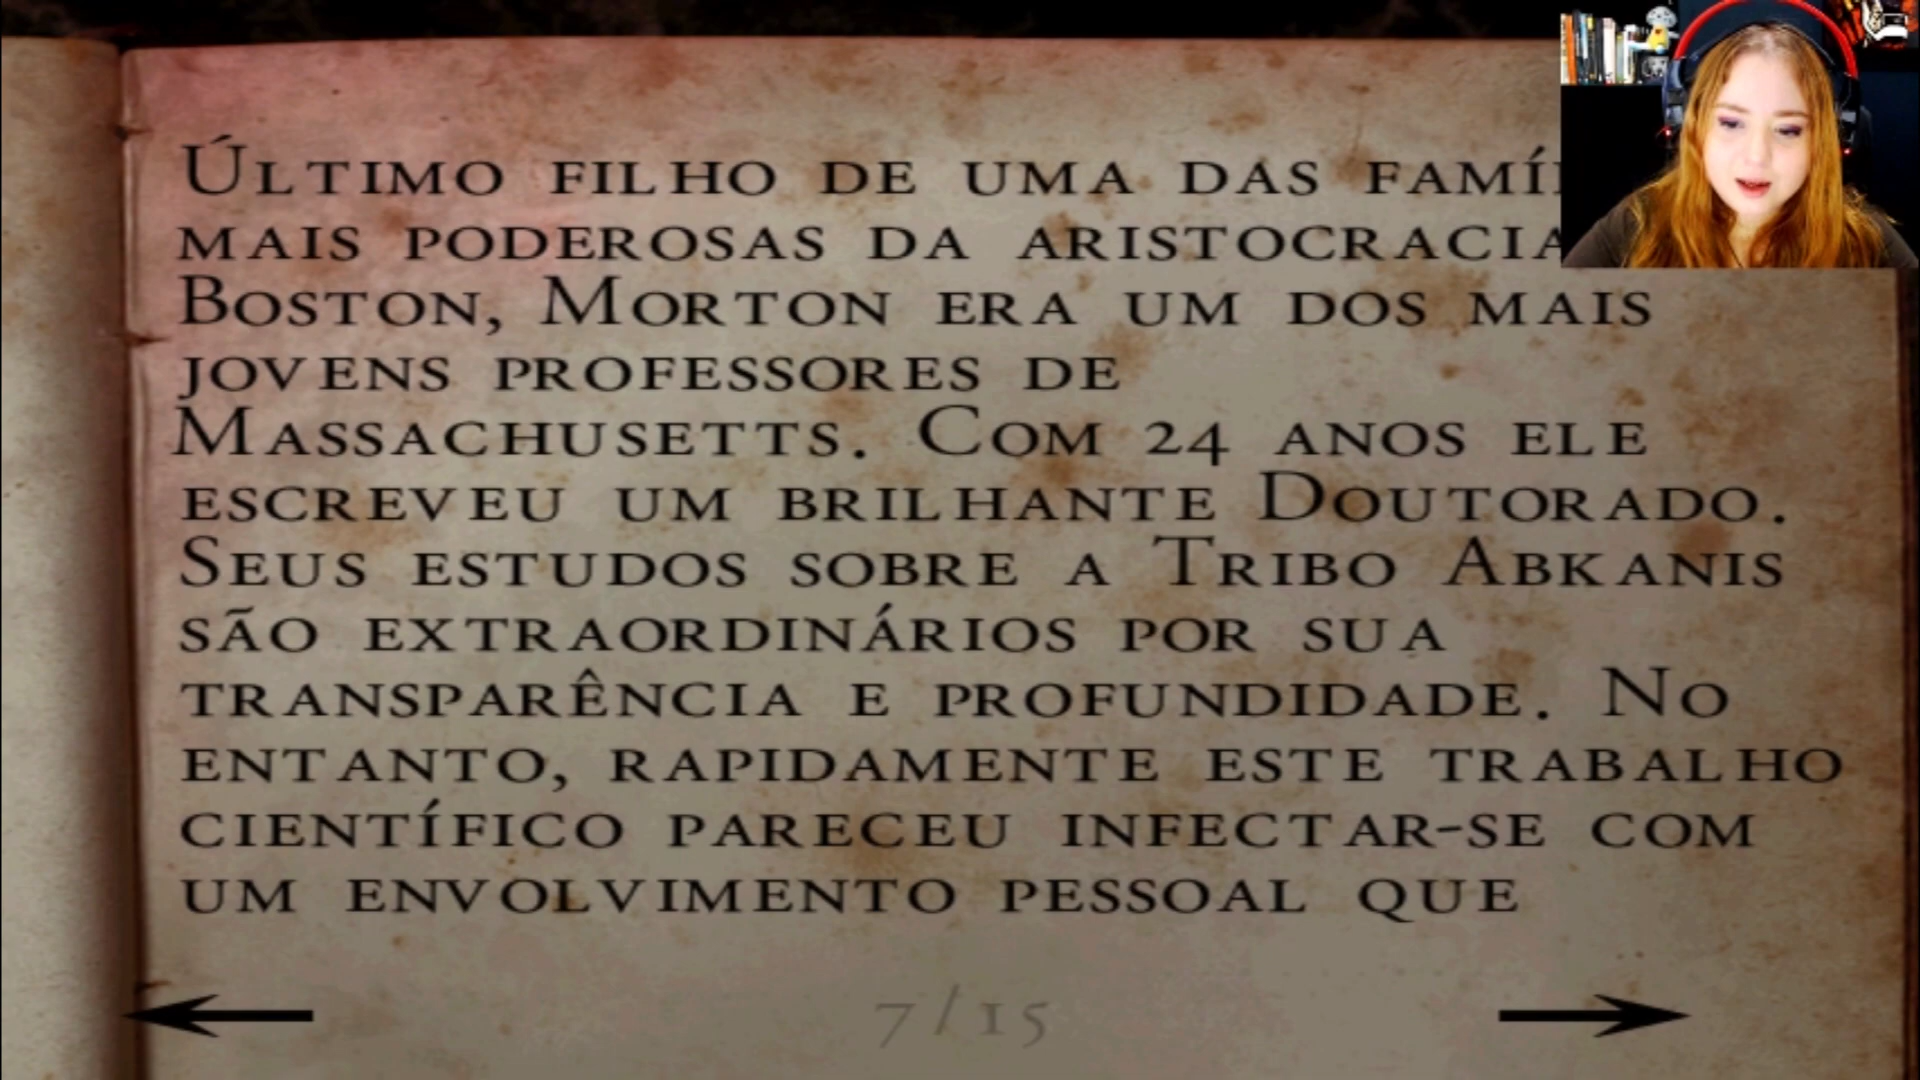 Último filho de uma das
mais poderosas da aristocracia
Boston, Morton era um dos mais
jovens professores de
Massachusetts. Com 24 anos ele
escreveu um brilhante Doutorado.
Seus estudos sobre a Tribo Abkanis
são extraordinários por sua
transparência e profundidade. No
entanto, rapidamente este trabalho
científico pareceu infectar-se com
um envolvimento pessoal que
7/15